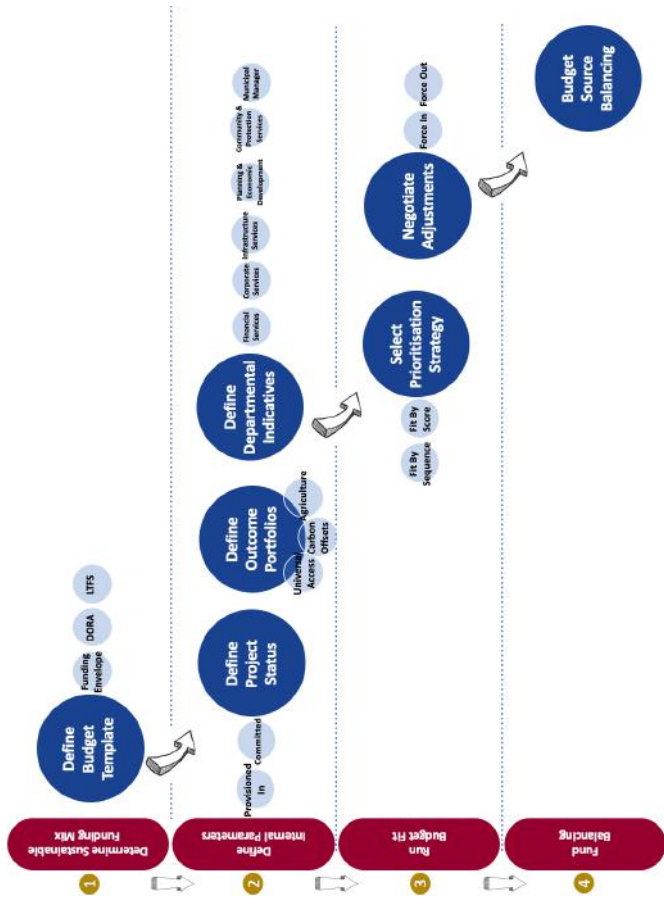 1
Determine Sustainable
Funding Mix
Define
Budget
Template
Funding
Envelope
DORA
LTFS
2
Define
Internal Parameters
Provisioned
In
Committed
Define
Project
Status
Define
Outcome
Portfolios
Universal
Access
Carbon
Offsets
Agriculture
Define
Departmental
Indicatives
Financial
Services
Corporate
Services
Infrastructure
Services
Planning &
Economic
Development
Community &
Protection
Services
Municipal
Manager
3
Run
Budget Fit
Fit By
Sequence
Fit By
Score
Select
Prioritisation
Strategy
Negotiate
Adjustments
Force In
Force Out
4
Fund
Balancing
Budget
Source
Balancing